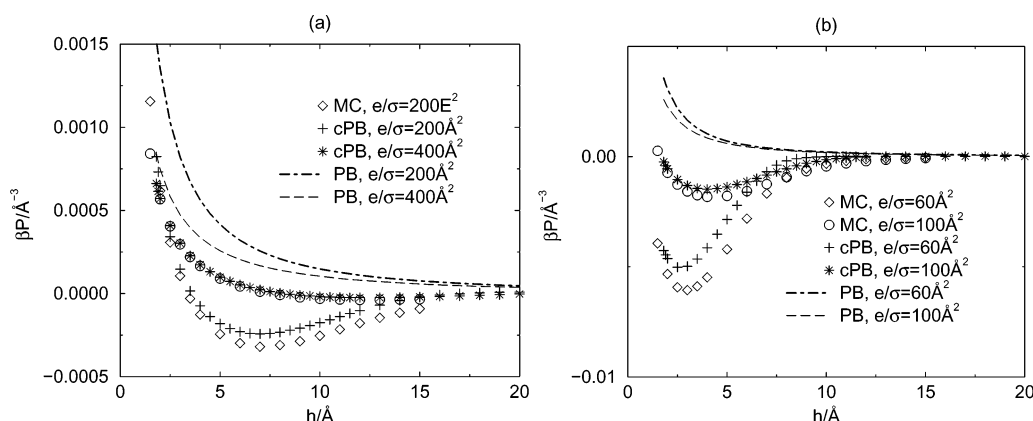 (a)
0.0015
0.0010
0.0005
0.0000
−0.0005
βP/Å⁻³
0
5
10
15
20
h/Å
MC, e/σ=200E²
cPB, e/σ=200Å²
cPB, e/σ=400Å²
PB, e/σ=200Å²
PB, e/σ=400Å²
(b)
0.00
−0.01
βP/Å⁻³
0
5
10
15
20
h/Å
MC, e/σ=60Å²
MC, e/σ=100Å²
cPB, e/σ=60Å²
cPB, e/σ=100Å²
PB, e/σ=60Å²
PB, e/σ=100Å²